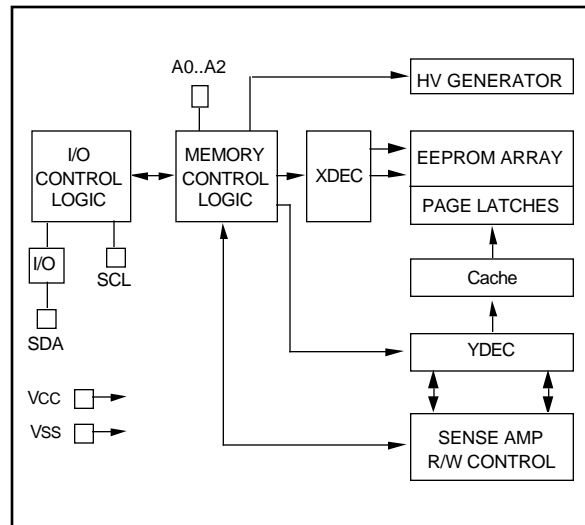 A0..A2
HV GENERATOR
I/O
CONTROL
LOGIC
MEMORY
CONTROL
LOGIC
XDEC
EEPROM ARRAY
PAGE LATCHES
I/O
SCL
SDA
Cache
YDEC
VCC
VSS
SENSE AMP
R/W CONTROL